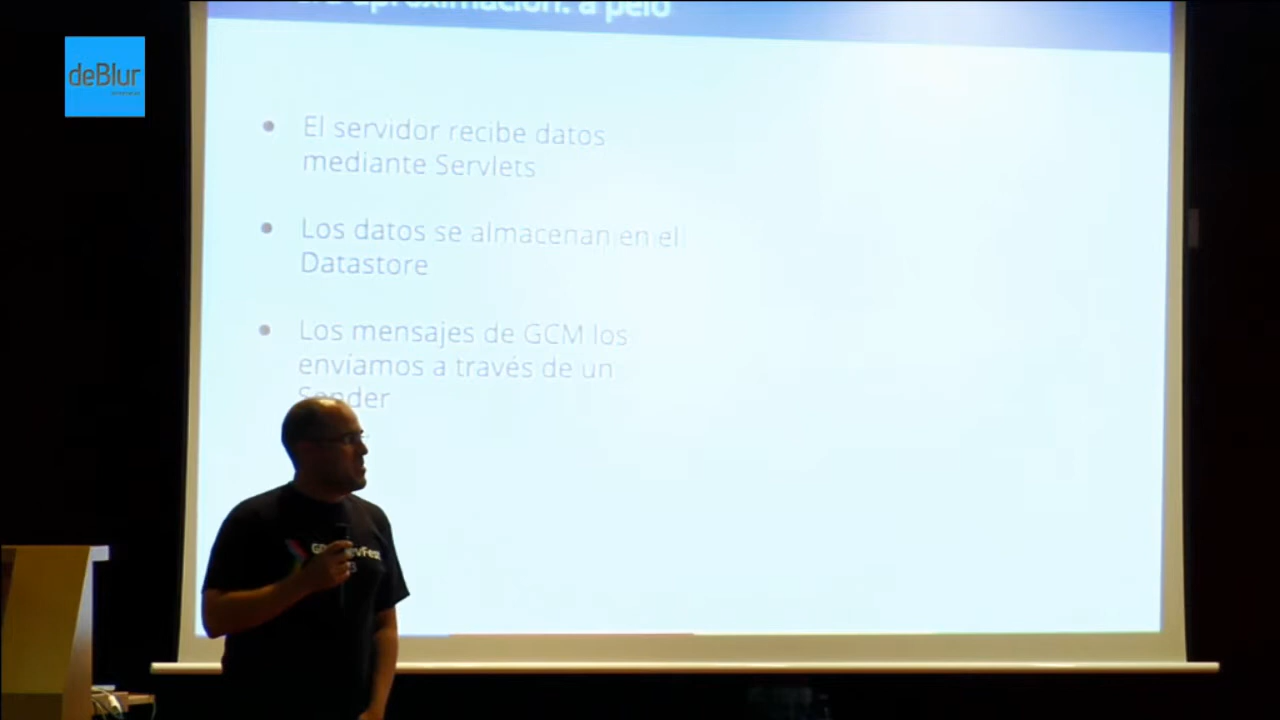 aproximación: a pelo
deBlur
El servidor recibe datos
mediante Servlets
Los datos se almacenan en el
Datastore
Los mensajes de GCM los
enviamos a través de un
Sender